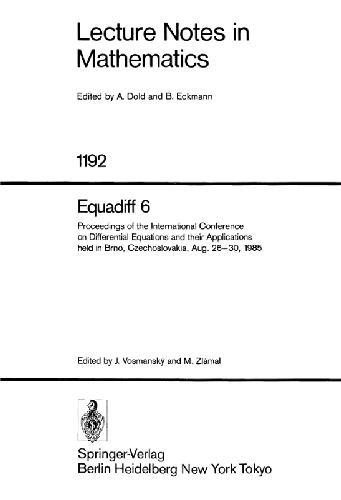 Lecture Notes in
Mathematics
Edited by A. Dold and B. Eckmann
1192
Equadiff 6
Proceedings of the International Conference
on Differential Equations and their Applications
held in Brno, Czechoslovakia, Aug. 26–30, 1985
Edited by J. Vosmanský and M. Zlámal
Springer-Verlag
Berlin Heidelberg New York Tokyo